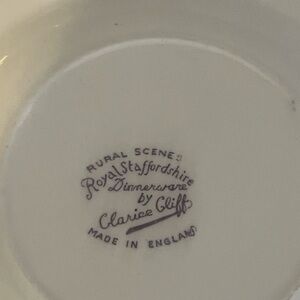 RURAL SCENES
Royal Staffordshire
Dinnerware
by
Clarice Cliff
MADE IN ENGLAND